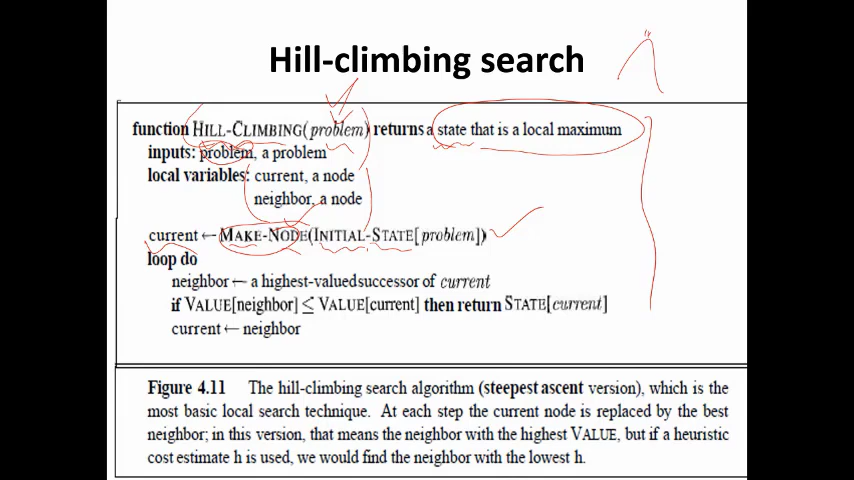 Hill-climbing search
function HILL-CLIMBING(problem) returns a state that is a local maximum
inputs: problem, a problem
local variables: current, a node
neighbor, a node
current ← MAKE-NODE(INITIAL-STATE[problem])
loop do
neighbor ← a highest-valued successor of current
if VALUE[neighbor] ≤ VALUE[current] then return STATE[current]
current ← neighbor
Figure 4.11 The hill-climbing search algorithm (steepest ascent version), which is the
most basic local search technique. At each step the current node is replaced by the best
neighbor; in this version, that means the neighbor with the highest VALUE, but if a heuristic
cost estimate h is used, we would find the neighbor with the lowest h.